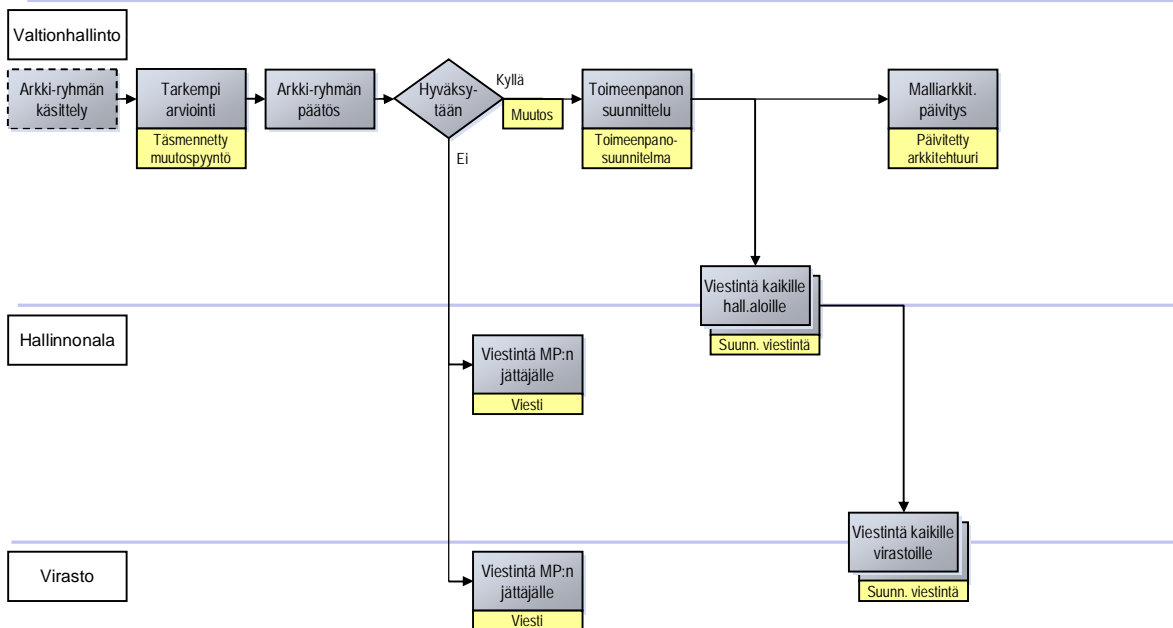 Valtionhallinto
Arkki-ryhmän
käsittely
Tarkempi
arviointi
Täsmennetty
muutospyyntö
Arkki-ryhmän
päätös
Hyväksy-
tään
Kyllä
Muutos
Ei
Toimeenpanon
suunnittelu
Toimeenpano-
suunnitelma
Malliarkkit.
päivitys
Päivitetty
arkkitehtuuri
Viestintä kaikille
hall.aloille
Suunn. viestintä
Hallinnonala
Viestintä MP:n
jättäjälle
Viesti
Viestintä kaikille
virastoille
Suunn. viestintä
Virasto
Viestintä MP:n
jättäjälle
Viesti